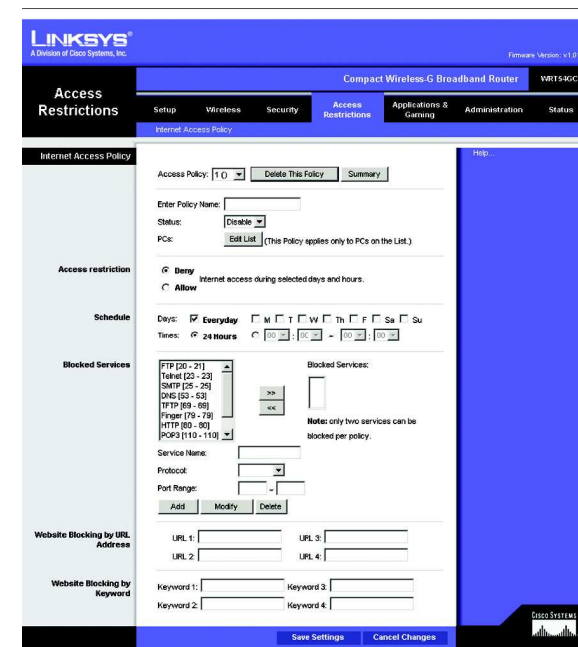 LINKSYS®
A Division of Cisco Systems, Inc.
Firmware Version: v1.0
Compact Wireless-G Broadband Router
WRT54GC
Access Restrictions
Setup Wireless Security Access Restrictions Applications & Gaming Administration Status
Internet Access Policy
Internet Access Policy
Help...
Access Policy: 1 () Delete This Policy Summary
Enter Policy Name:
Status: Disable
PCs: Edit List (This Policy applies only to PCs on the List.)
Access restriction
Deny
Internet access during selected days and hours.
Allow
Schedule
Days: Everyday M T W Th F Sa Su
Times: 24 Hours 00 : 00 - 00 : 00
Blocked Services
FTP [20 - 21]
Telnet [23 - 23]
SMTP [25 - 25]
DNS [53 - 53]
TFTP [69 - 69]
Finger [79 - 79]
HTTP [80 - 80]
POP3 [110 - 110]
>>
<<
Blocked Services:
Note: only two services can be
blocked per policy.
Service Name:
Protocol:
Port Range: ~
Add Modify Delete
Website Blocking by URL Address
URL 1: URL 3:
URL 2: URL 4:
Website Blocking by Keyword
Keyword 1: Keyword 3:
Keyword 2: Keyword 4:
Save Settings Cancel Changes
CISCO SYSTEMS